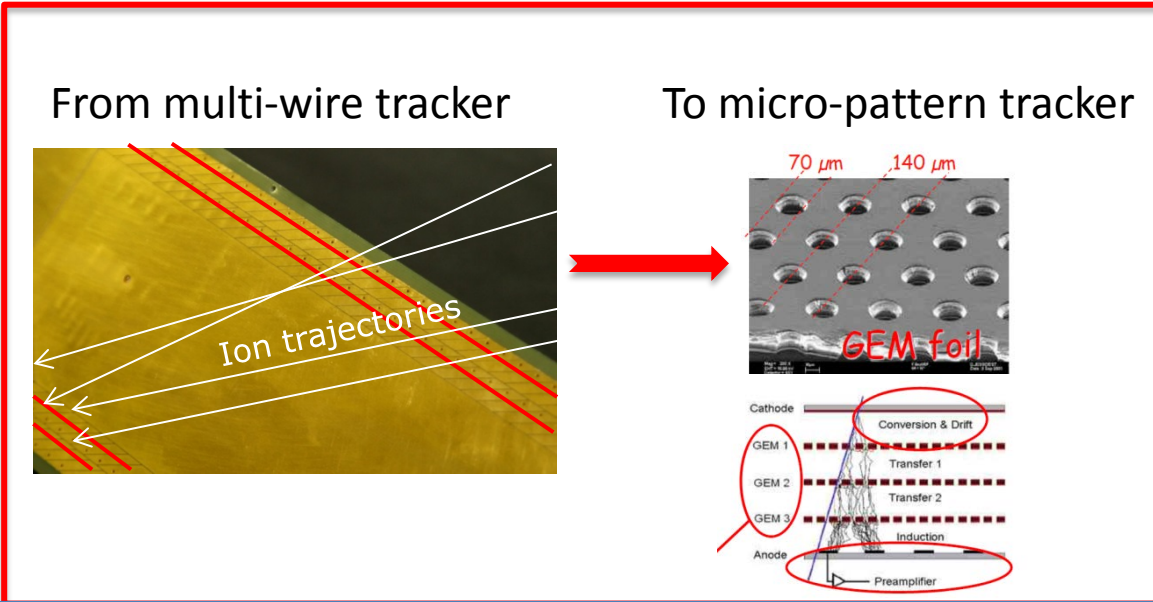 From multi-wire tracker
To micro-pattern tracker
Ion trajectories
70 μm
140 μm
GEM foil
Cathode
Conversion & Drift
GEM 1
Transfer 1
GEM 2
Transfer 2
GEM 3
Induction
Anode
Preamplifier